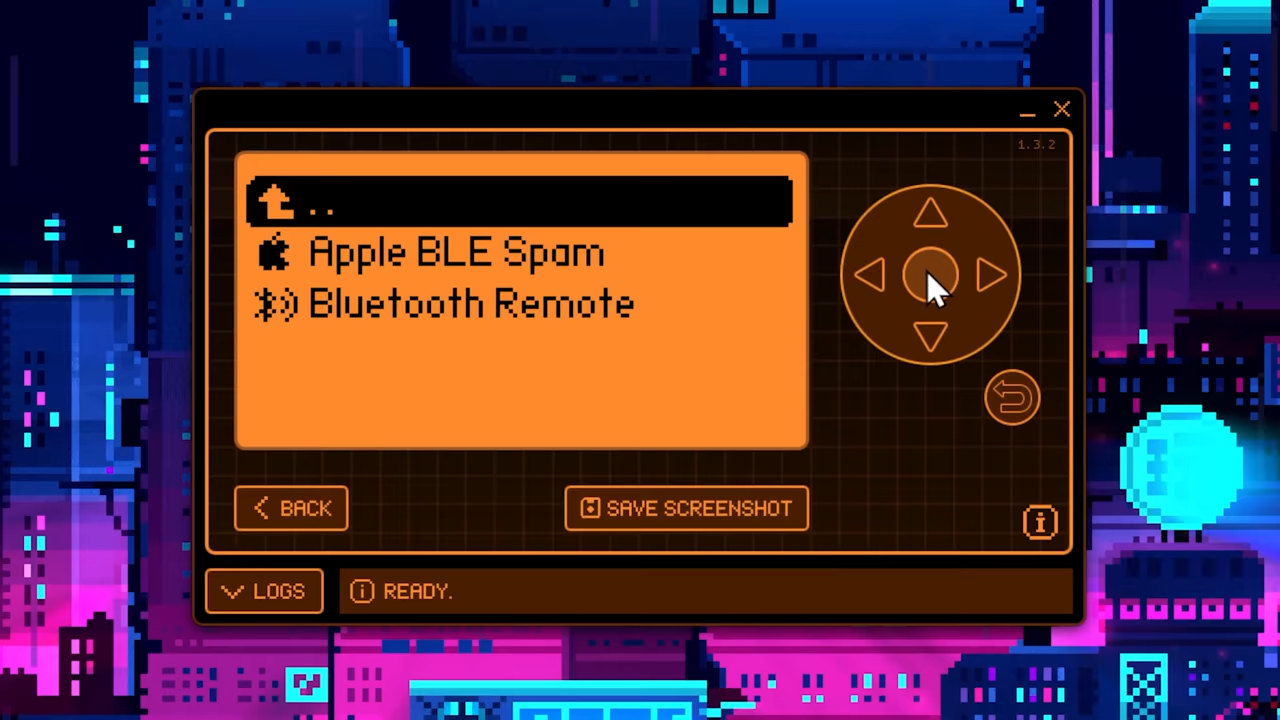 1.3.2
..
Apple BLE Spam
Bluetooth Remote
BACK
SAVE SCREENSHOT
LOGS
READY.